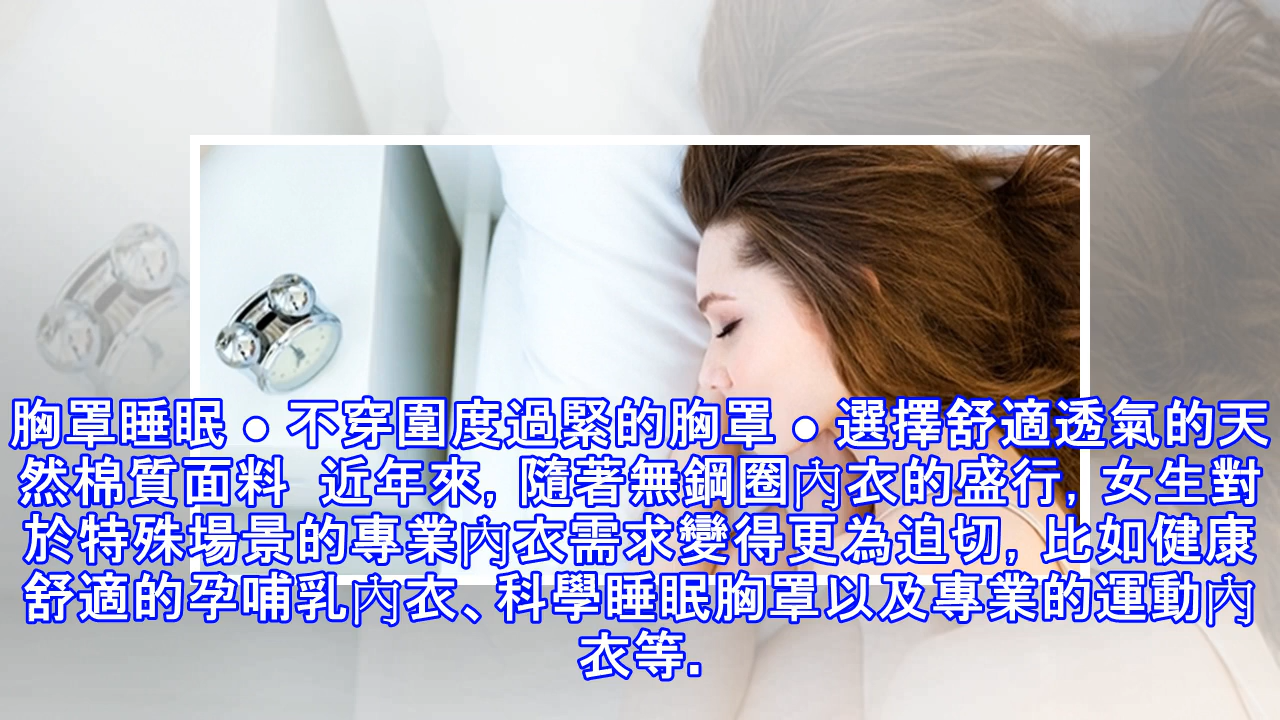 胸罩睡眠 ● 不穿圍度過緊的胸罩 ● 選擇舒適透氣的天
然棉質面料 近年來, 隨著無鋼圈內衣的盛行, 女生對
於特殊場景的專業內衣需求變得更為迫切, 比如健康
舒適的孕哺乳內衣、科學睡眠胸罩以及專業的運動內
衣等.